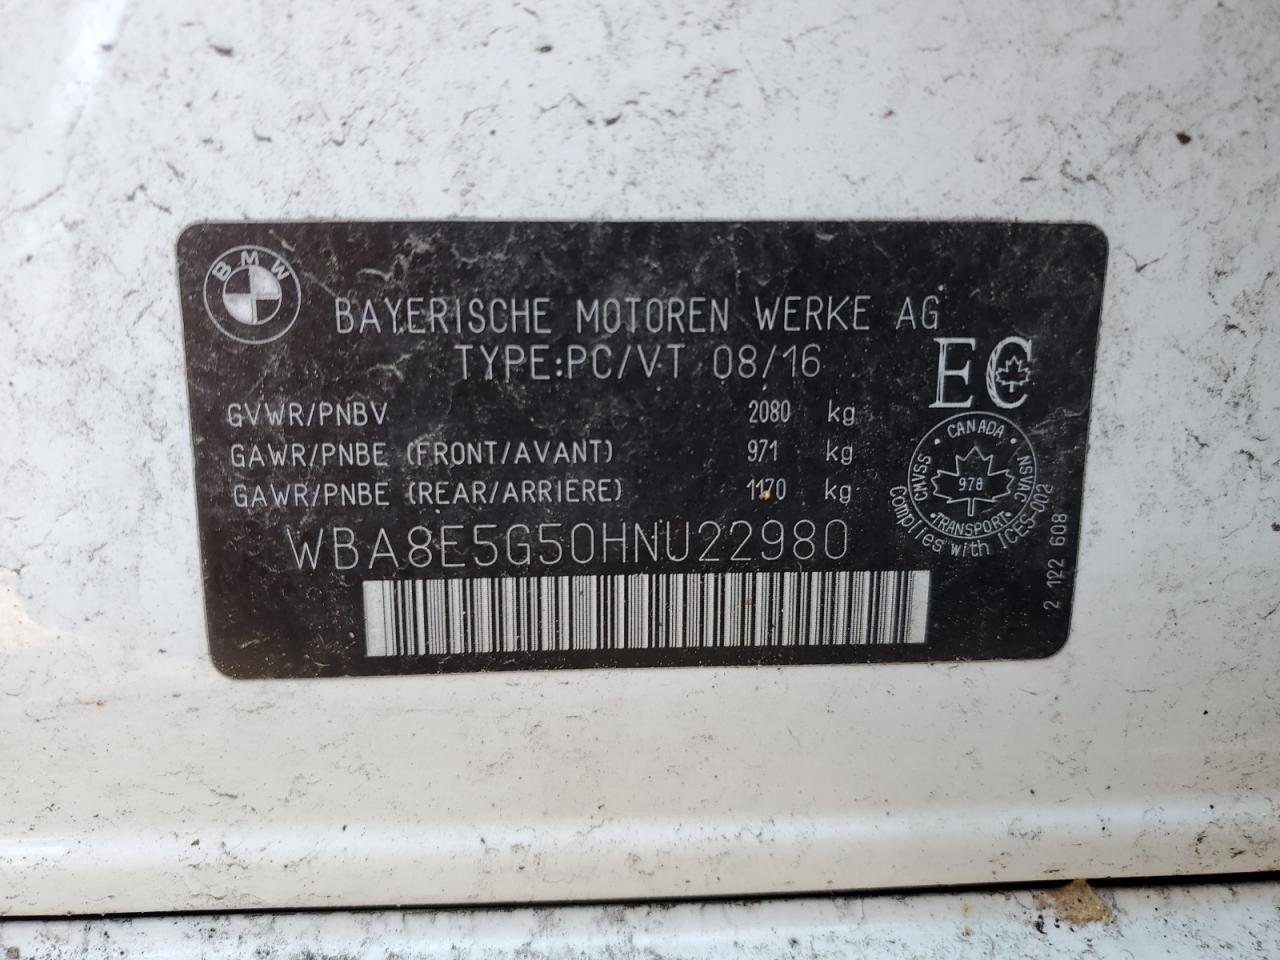 BMW
BAYERISCHE MOTOREN WERKE AG
TYPE:PC/VT 08/16
EC
GVWR/PNBV 2080 kg
GAWR/PNBE (FRONT/AVANT) 971 kg
GAWR/PNBE (REAR/ARRIERE) 1170 kg
WBA8E5G50HNU22980
CANADA
CMVSS
NSVAC
978
TRANSPORT
Complies with ICES-002
2 122 608